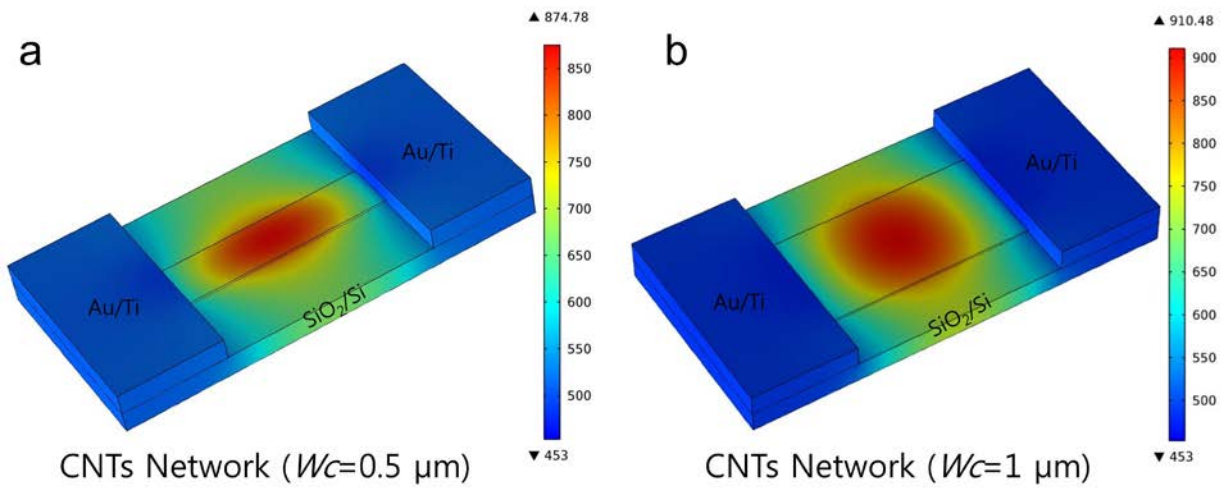 a
▲ 874.78
850
800
750
700
650
600
550
500
▼ 453
Au/Ti
Au/Ti
SiO₂/Si
CNTs Network (Wc=0.5 μm)
b
▲ 910.48
900
850
800
750
700
650
600
550
500
▼ 453
Au/Ti
Au/Ti
SiO₂/Si
CNTs Network (Wc=1 μm)